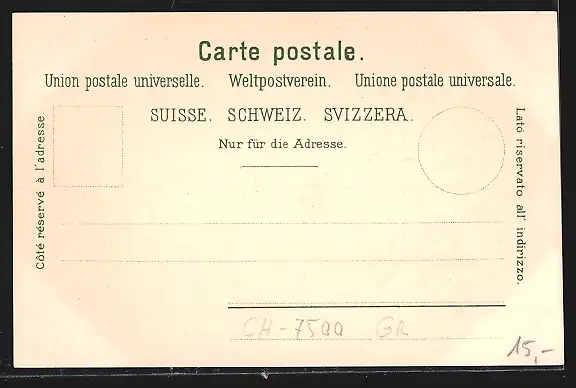 Carte postale.
Union postale universelle. Weltpostverein. Unione postale universale.
SUISSE. SCHWEIZ. SVIZZERA.
Nur für die Adresse.
Côté réservé à l'adresse.
Lato riservato all' indirizzo.
CH-7500 GR
15,-